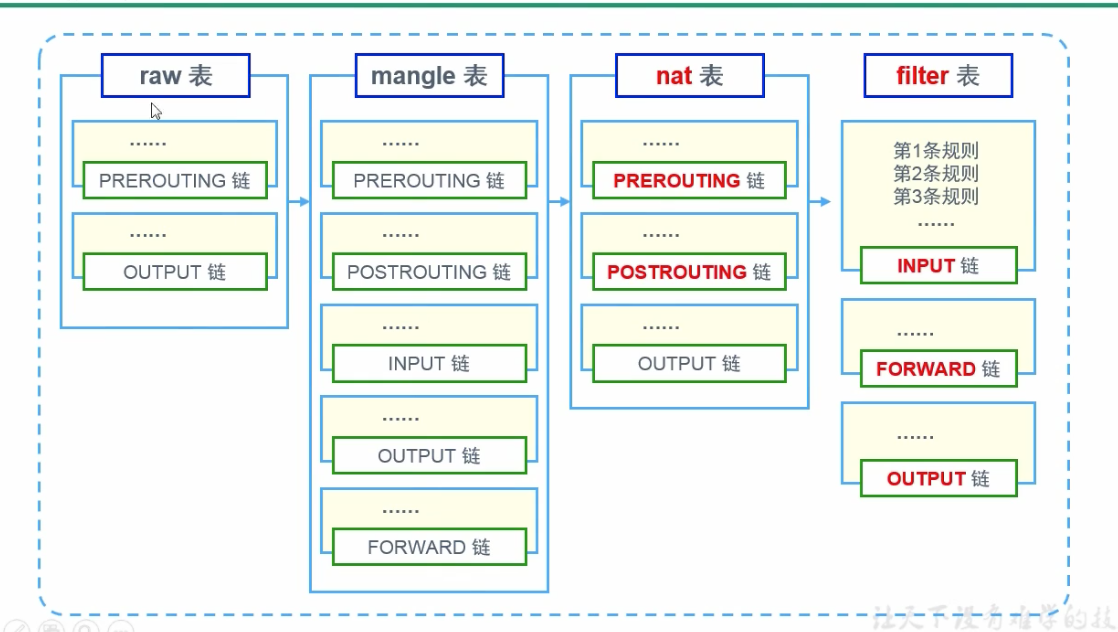 raw 表
……
PREROUTING 链
……
OUTPUT 链
mangle 表
……
PREROUTING 链
……
POSTROUTING 链
……
INPUT 链
……
OUTPUT 链
……
FORWARD 链
nat 表
……
PREROUTING 链
……
POSTROUTING 链
……
OUTPUT 链
filter 表
第1条规则
第2条规则
第3条规则
……
INPUT 链
……
FORWARD 链
……
OUTPUT 链
让天下没有难学的技